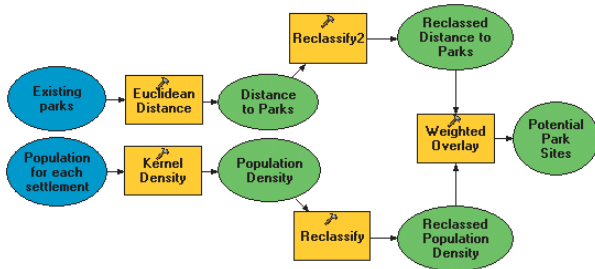 Existing
parks
Euclidean
Distance
Distance
to Parks
Reclassify2
Reclassed
Distance to
Parks
Population
for each
settlement
Kernel
Density
Population
Density
Reclassify
Reclassed
Population
Density
Weighted
Overlay
Potential
Park
Sites